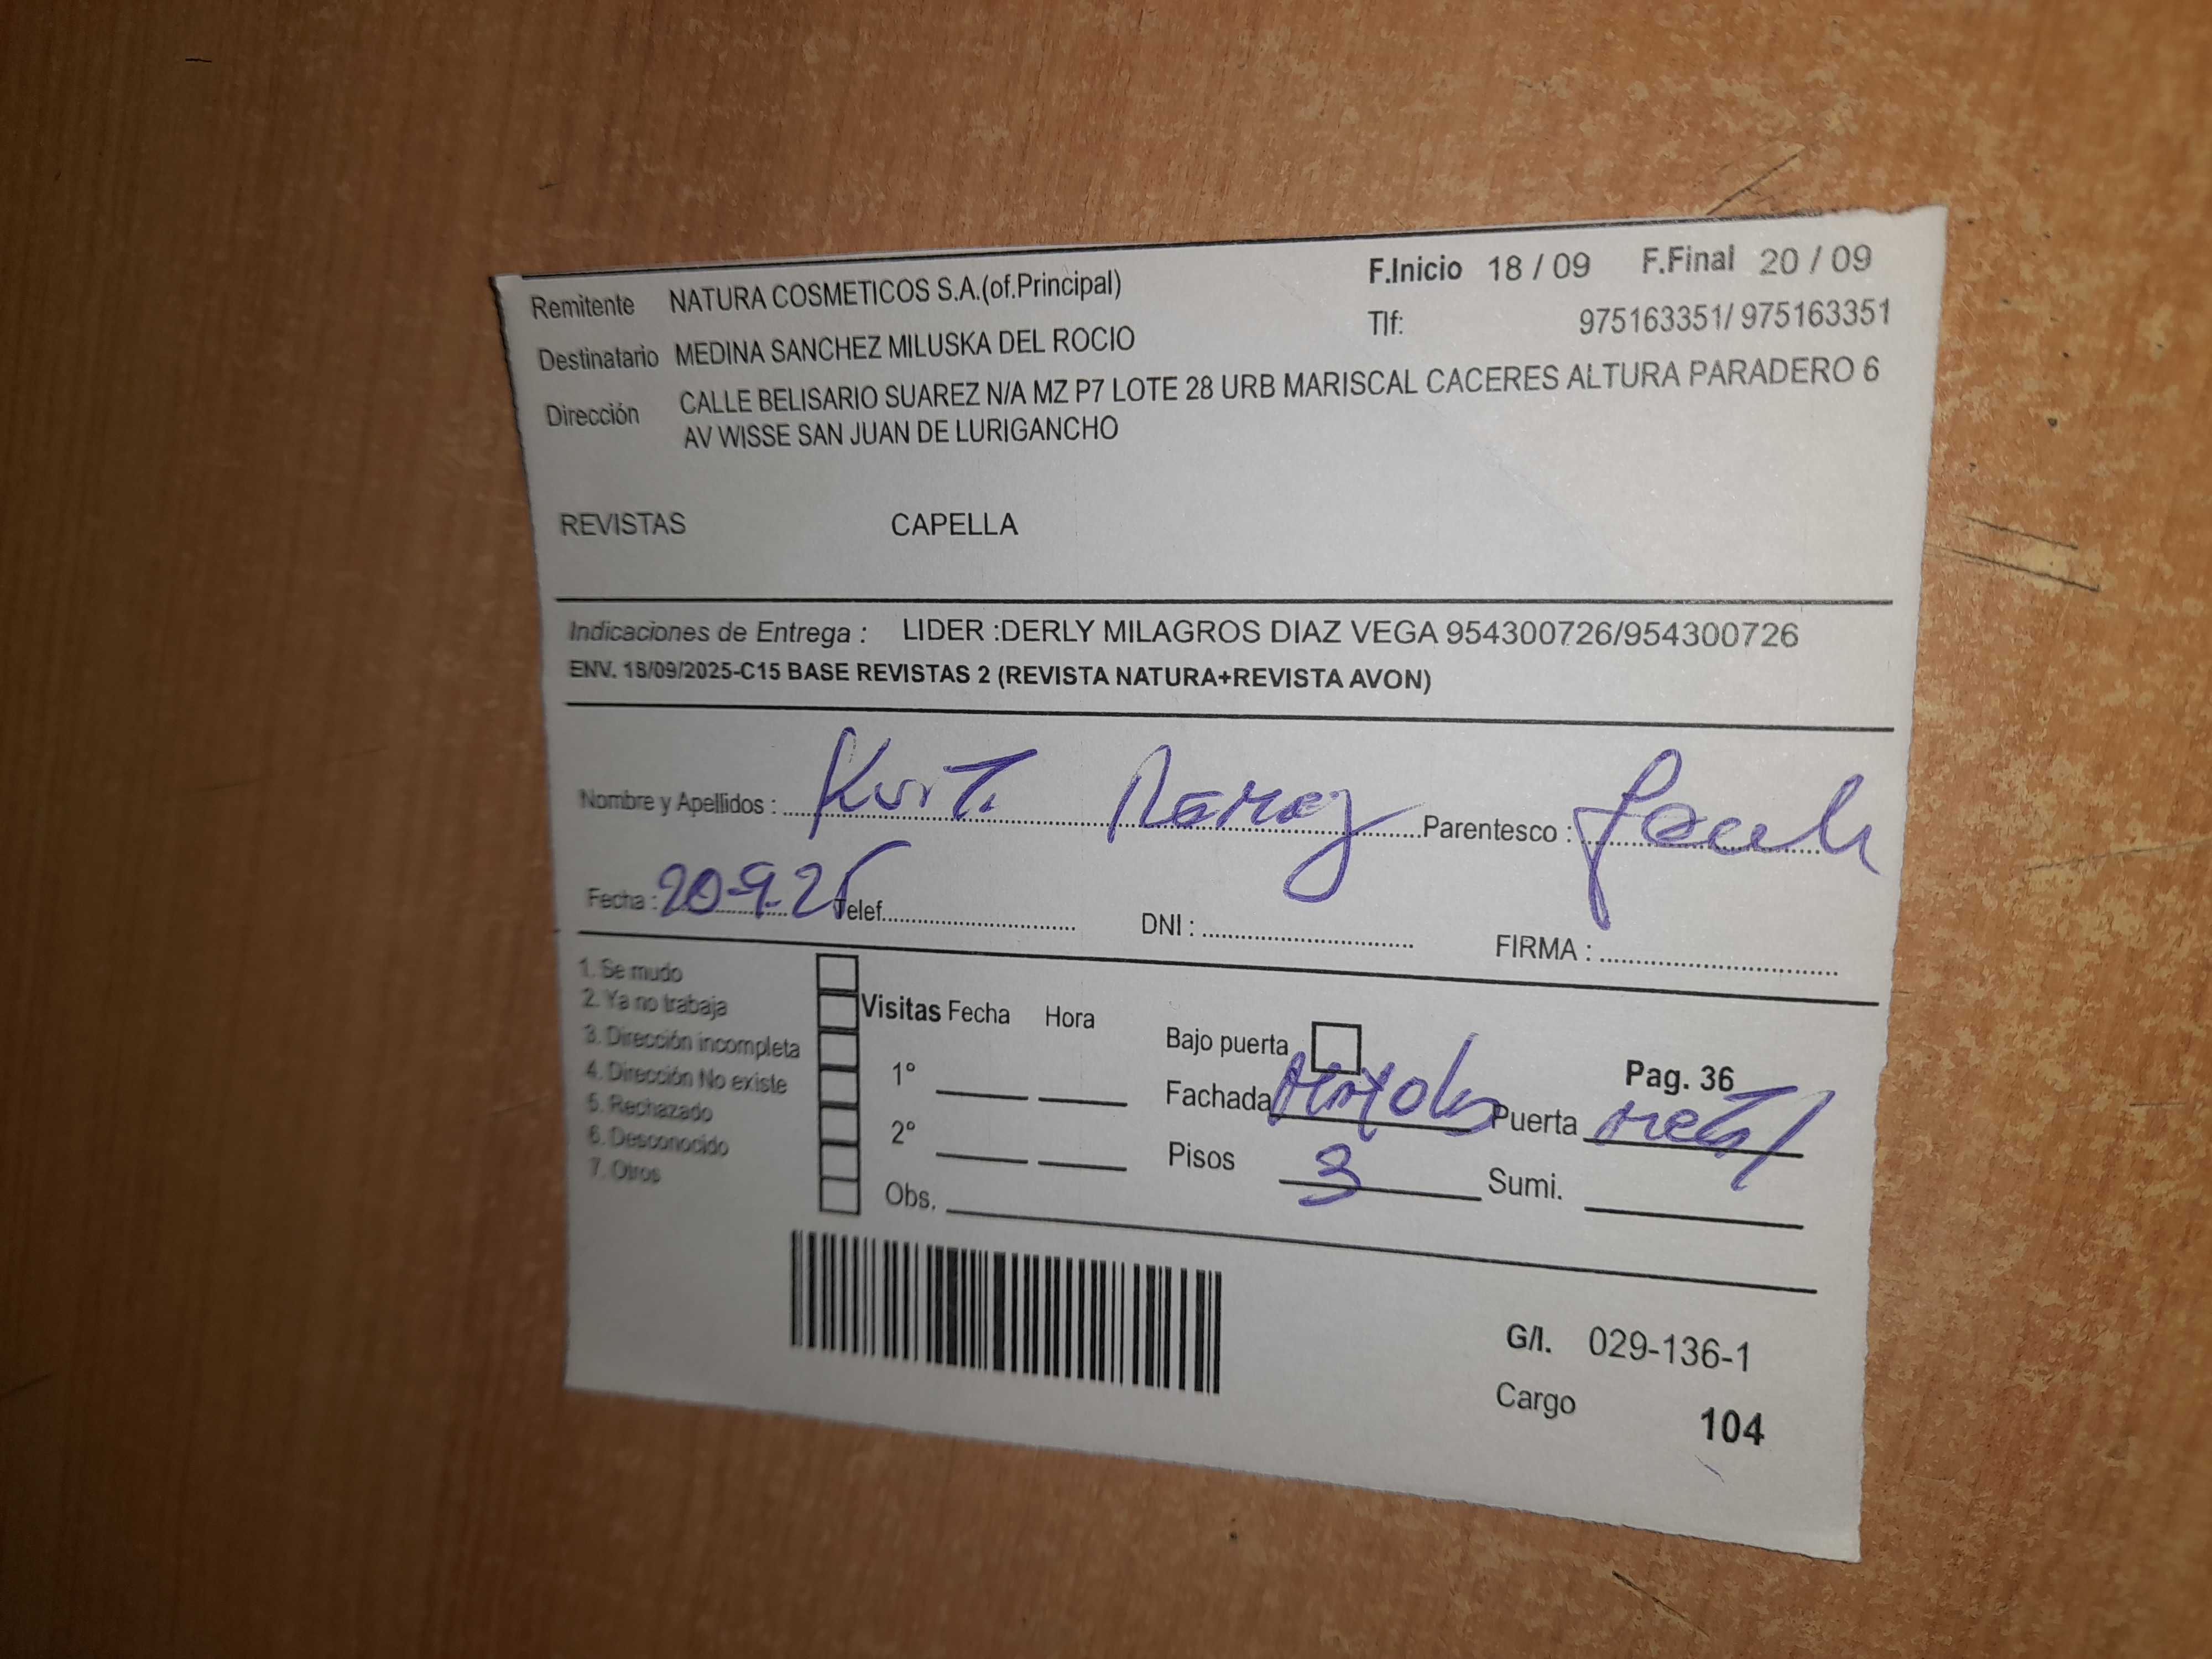 Remitente NATURA COSMETICOS S.A.(of.Principal) F.Inicio 18 / 09 F.Final 20 / 09
Destinatario MEDINA SANCHEZ MILUSKA DEL ROCIO Tlf: 975163351/ 975163351
Dirección CALLE BELISARIO SUAREZ N/A MZ P7 LOTE 28 URB MARISCAL CACERES ALTURA PARADERO 6
AV WISSE SAN JUAN DE LURIGANCHO
REVISTAS CAPELLA
Indicaciones de Entrega : LIDER :DERLY MILAGROS DIAZ VEGA 954300726/954300726
ENV. 18/09/2025-C15 BASE REVISTAS 2 (REVISTA NATURA+REVISTA AVON)
Nombre y Apellidos : Parentesco :
Fecha : 20-9.25 Telef. DNI : FIRMA :
1. Se mudo
2. Ya no trabaja Visitas Fecha Hora
3. Dirección incompleta Bajo puerta Pag. 36
4. Dirección No existe 1° Fachada Puerta metal
5. Rechazado
6. Desconocido 2° Pisos 3 Sumi.
7. Otros Obs.
G/I. 029-136-1
Cargo 104